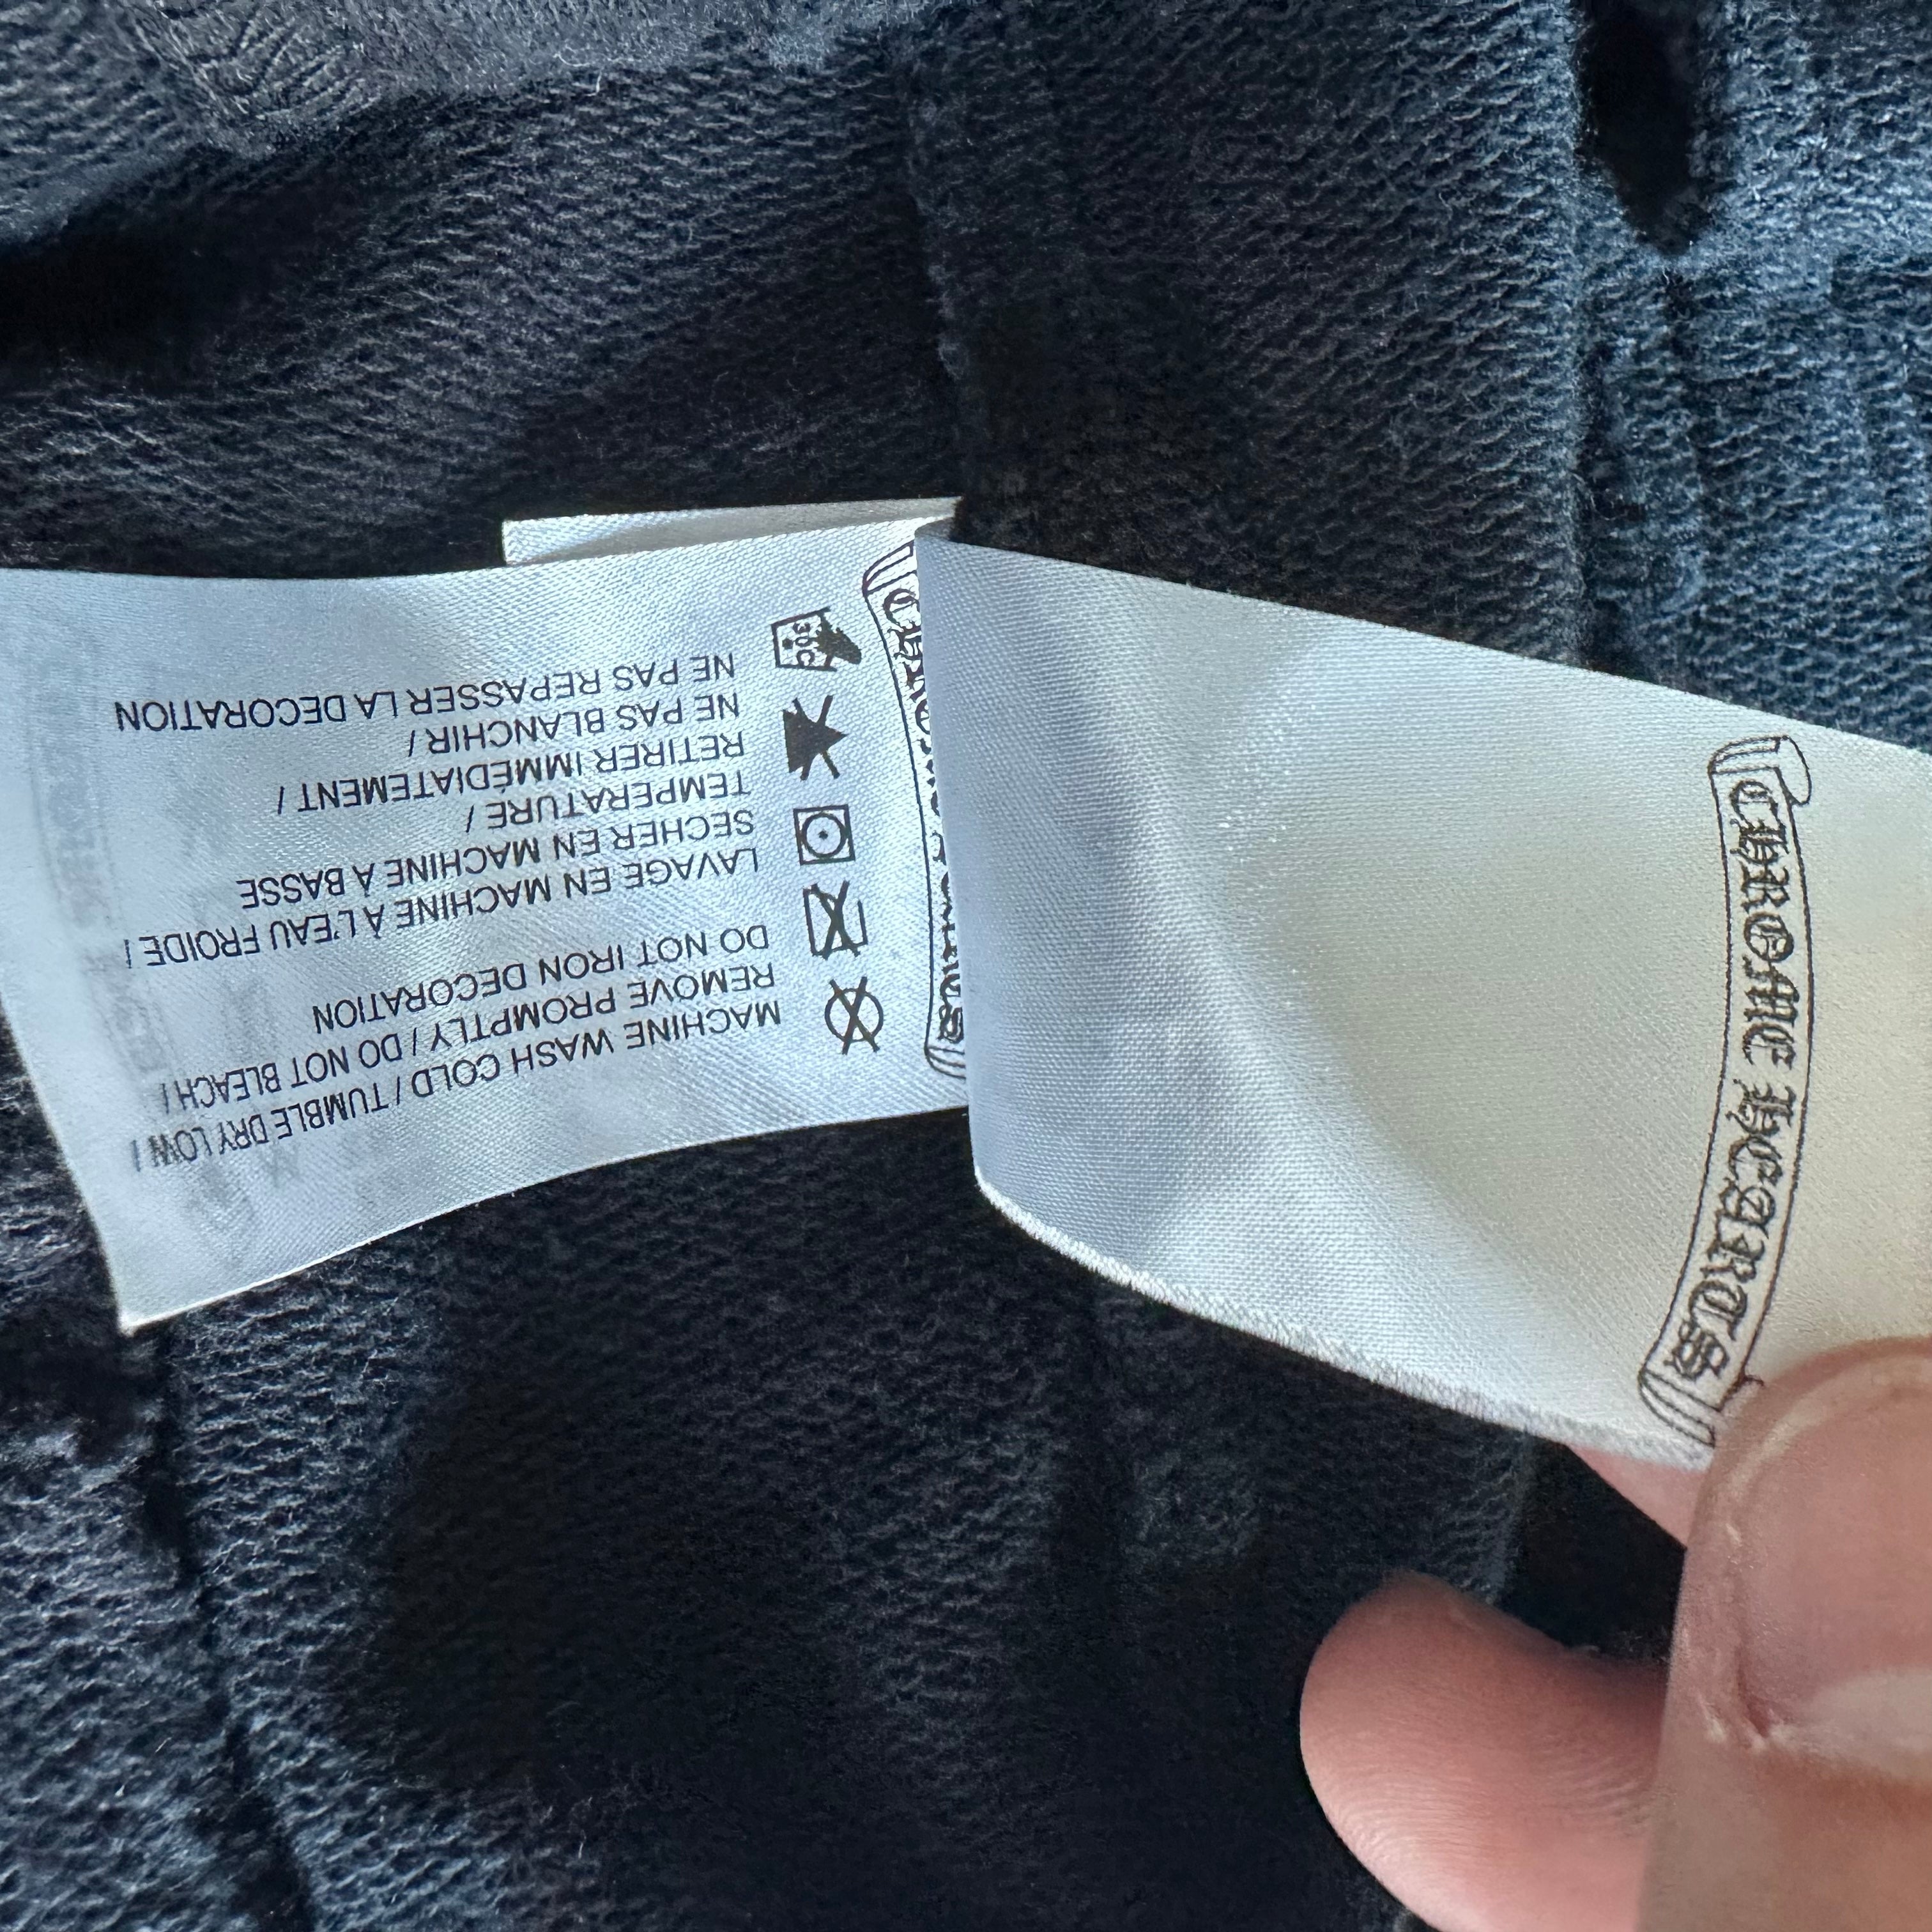 CHROME HEARTS
MACHINE WASH COLD / TUMBLE DRY LOW /
REMOVE PROMPTLY / DO NOT BLEACH /
DO NOT IRON DECORATION
LAVAGE EN MACHINE A L'EAU FROIDE /
SECHER EN MACHINE A BASSE
TEMPERATURE /
RETIRER IMMÉDIATEMENT /
NE PAS BLANCHIR /
NE PAS REPASSER LA DECORATION
30°C
CHROME HEARTS